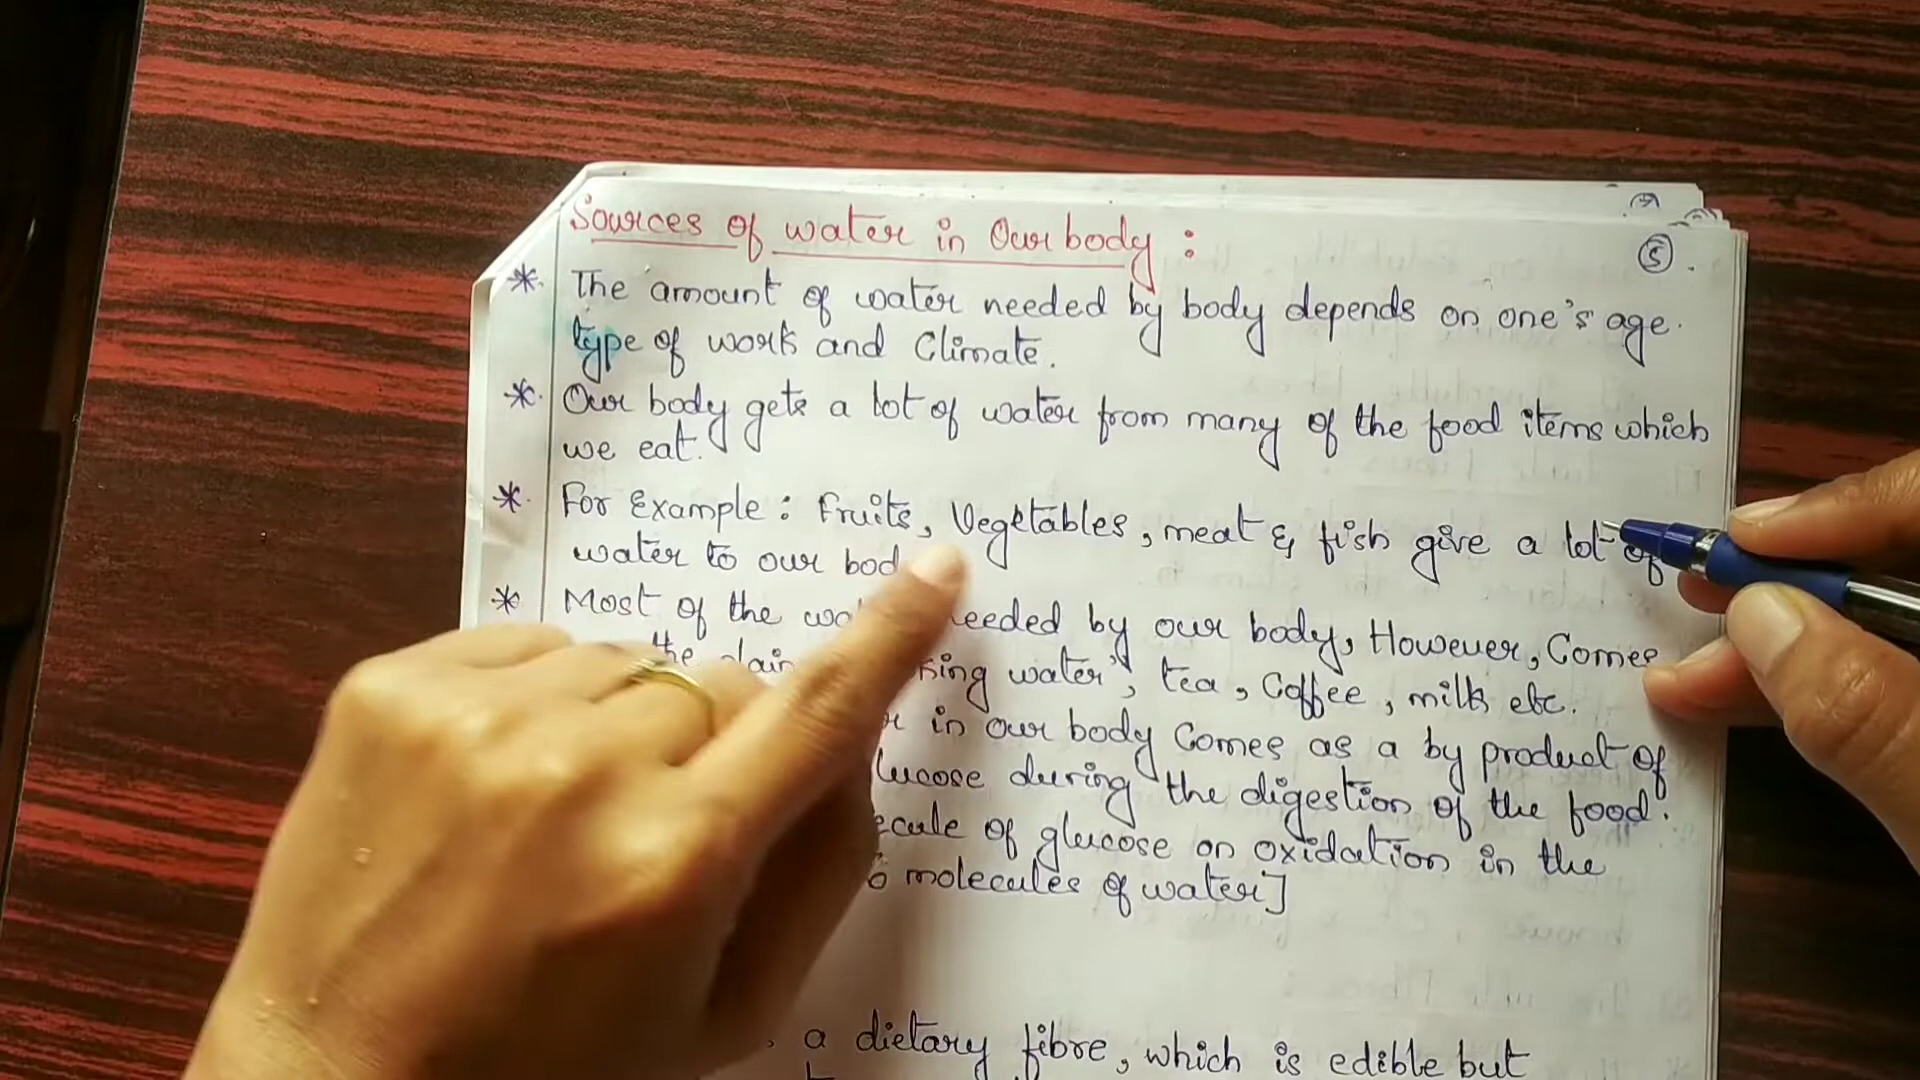 Sources of water in Our body :
5
* The amount of water needed by body depends on one's age.
type of work and Climate.
* Our body gets a lot of water from many of the food items which
we eat.
* For Example : Fruits, Vegetables, meat & fish give a lot of
water to our
* Most of the needed by our body, However, Comes
the water", tea, Coffee, milk etc.
in our body Comes as a by product of
during the digestion of the food.
of glucose on oxidation in the
6 molecules of water]
a dietary fibre, which is edible but